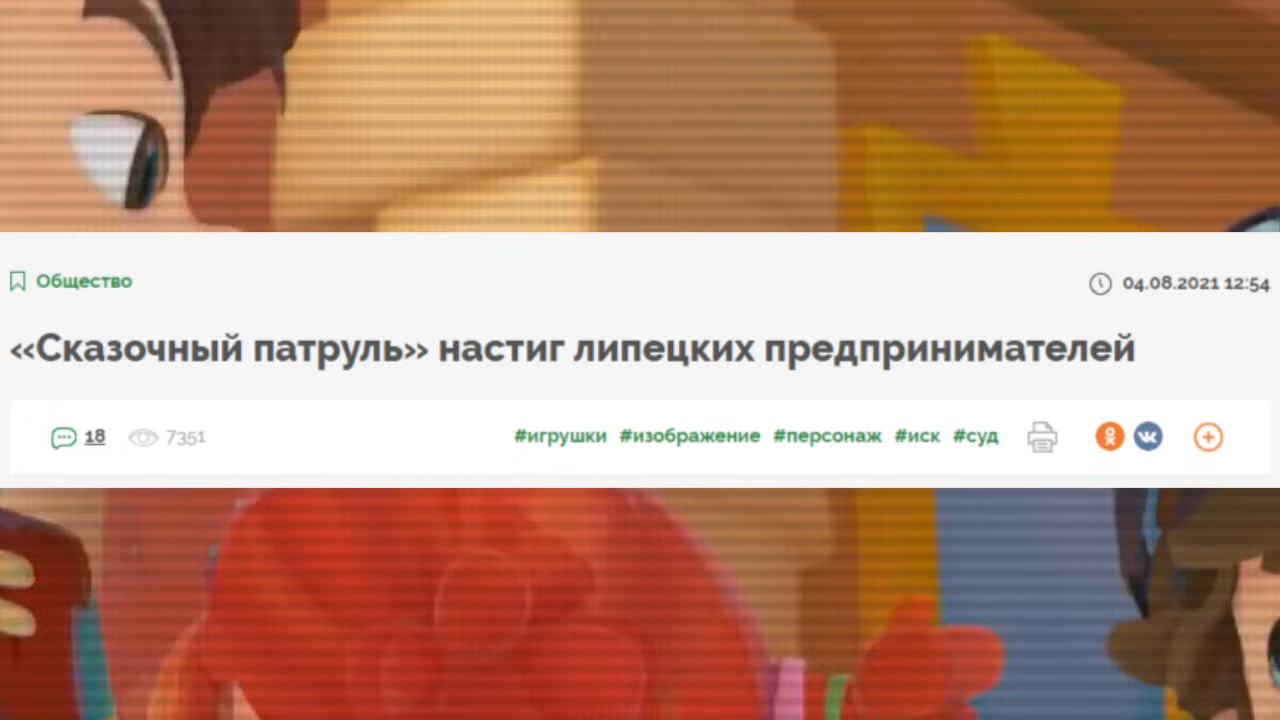 Общество
04.08.2021 12:54
«Сказочный патруль» настиг липецких предпринимателей
18 7351 #игрушки #изображение #персонаж #иск #суд